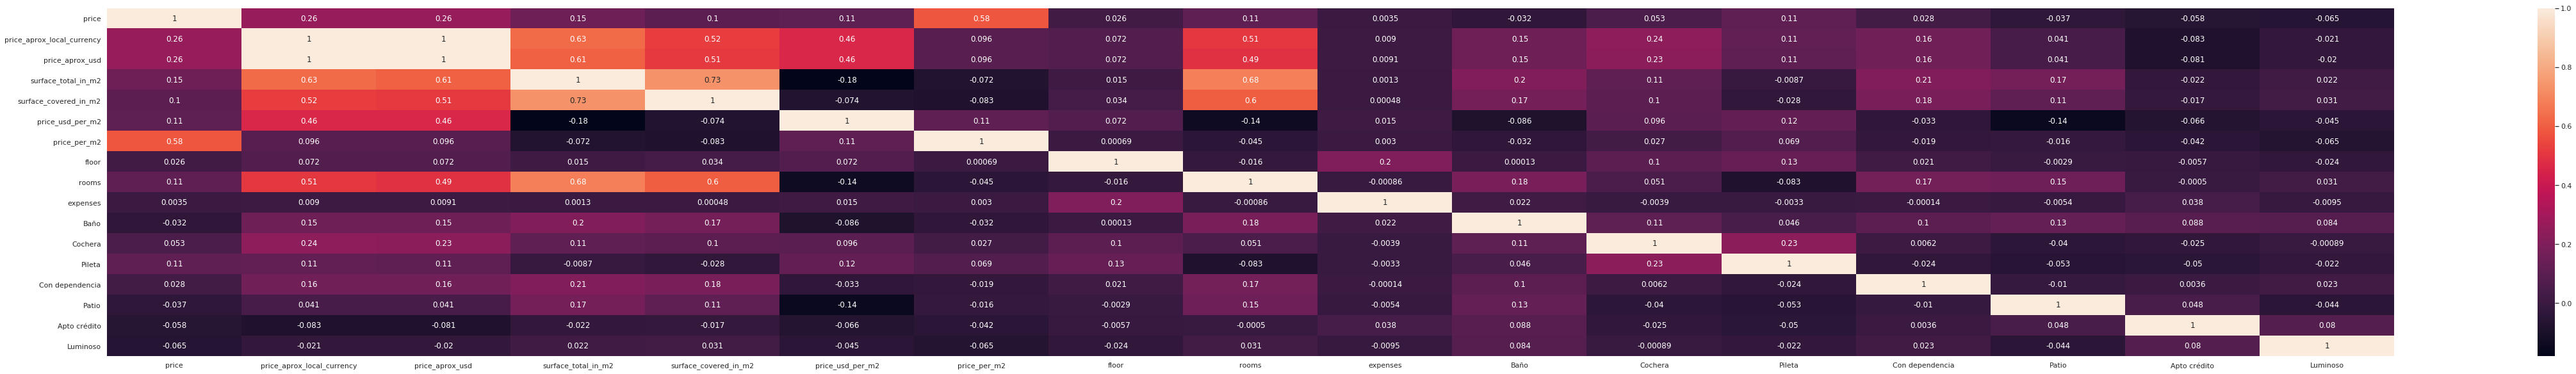 price 1 0.26 0.26 0.15 0.1 0.11 0.58 0.026 0.11 0.0035 -0.032 0.053 0.11 0.028 -0.037 -0.058 -0.065 1.0
price_aprox_local_currency 0.26 1 1 0.63 0.52 0.46 0.096 0.072 0.51 0.009 0.15 0.24 0.11 0.16 0.041 -0.083 -0.021
price_aprox_usd 0.26 1 1 0.61 0.51 0.46 0.096 0.072 0.49 0.0091 0.15 0.23 0.11 0.16 0.041 -0.081 -0.02
surface_total_in_m2 0.15 0.63 0.61 1 0.73 -0.18 -0.072 0.015 0.68 0.0013 0.2 0.11 -0.0087 0.21 0.17 -0.022 0.022 0.8
surface_covered_in_m2 0.1 0.52 0.51 0.73 1 -0.074 -0.083 0.034 0.6 0.00048 0.17 0.1 -0.028 0.18 0.11 -0.017 0.031
price_usd_per_m2 0.11 0.46 0.46 -0.18 -0.074 1 0.11 0.072 -0.14 0.015 -0.086 0.096 0.12 -0.033 -0.14 -0.066 -0.045 0.6
price_per_m2 0.58 0.096 0.096 -0.072 -0.083 0.11 1 0.00069 -0.045 0.003 -0.032 0.027 0.069 -0.019 -0.016 -0.042 -0.065
floor 0.026 0.072 0.072 0.015 0.034 0.072 0.00069 1 -0.016 0.2 0.00013 0.1 0.13 0.021 -0.0029 -0.0057 -0.024
rooms 0.11 0.51 0.49 0.68 0.6 -0.14 -0.045 -0.016 1 -0.00086 0.18 0.051 -0.083 0.17 0.15 -0.0005 0.031 0.4
expenses 0.0035 0.009 0.0091 0.0013 0.00048 0.015 0.003 0.2 -0.00086 1 0.022 -0.0039 -0.0033 -0.00014 -0.0054 0.038 -0.0095
Baño -0.032 0.15 0.15 0.2 0.17 -0.086 -0.032 0.00013 0.18 0.022 1 0.11 0.046 0.1 0.13 0.088 0.084
Cochera 0.053 0.24 0.23 0.11 0.1 0.096 0.027 0.1 0.051 -0.0039 0.11 1 0.23 0.0062 -0.04 -0.025 -0.00089 0.2
Pileta 0.11 0.11 0.11 -0.0087 -0.028 0.12 0.069 0.13 -0.083 -0.0033 0.046 0.23 1 -0.024 -0.053 -0.05 -0.022
Con dependencia 0.028 0.16 0.16 0.21 0.18 -0.033 -0.019 0.021 0.17 -0.00014 0.1 0.0062 -0.024 1 -0.01 0.0036 0.023
Patio -0.037 0.041 0.041 0.17 0.11 -0.14 -0.016 -0.0029 0.15 -0.0054 0.13 -0.04 -0.053 -0.01 1 0.048 -0.044 0.0
Apto crédito -0.058 -0.083 -0.081 -0.022 -0.017 -0.066 -0.042 -0.0057 -0.0005 0.038 0.088 -0.025 -0.05 0.0036 0.048 1 0.08
Luminoso -0.065 -0.021 -0.02 0.022 0.031 -0.045 -0.065 -0.024 0.031 -0.0095 0.084 -0.00089 -0.022 0.023 -0.044 0.08 1
price price_aprox_local_currency price_aprox_usd surface_total_in_m2 surface_covered_in_m2 price_usd_per_m2 price_per_m2 floor rooms expenses Baño Cochera Pileta Con dependencia Patio Apto crédito Luminoso